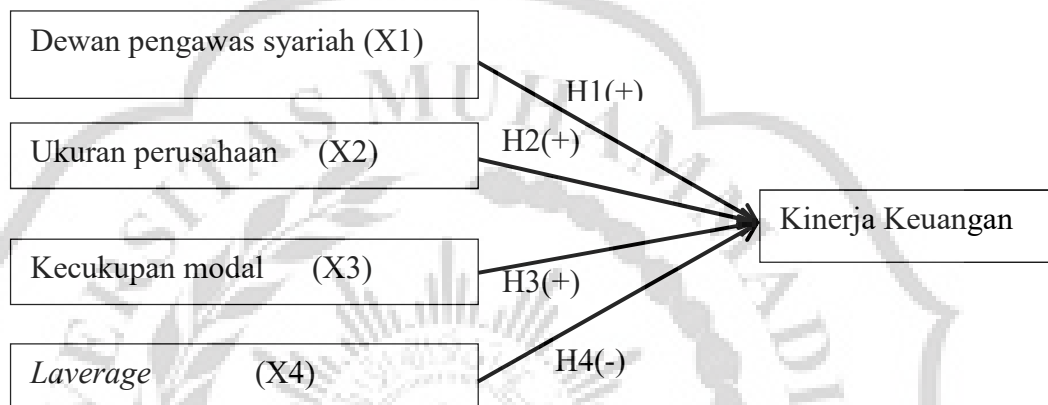 Dewan pengawas syariah (X1)
H1(+)
Ukuran perusahaan (X2)
H2(+)
Kinerja Keuangan
Kecukupan modal (X3)
H3(+)
Laverage (X4)
H4(-)